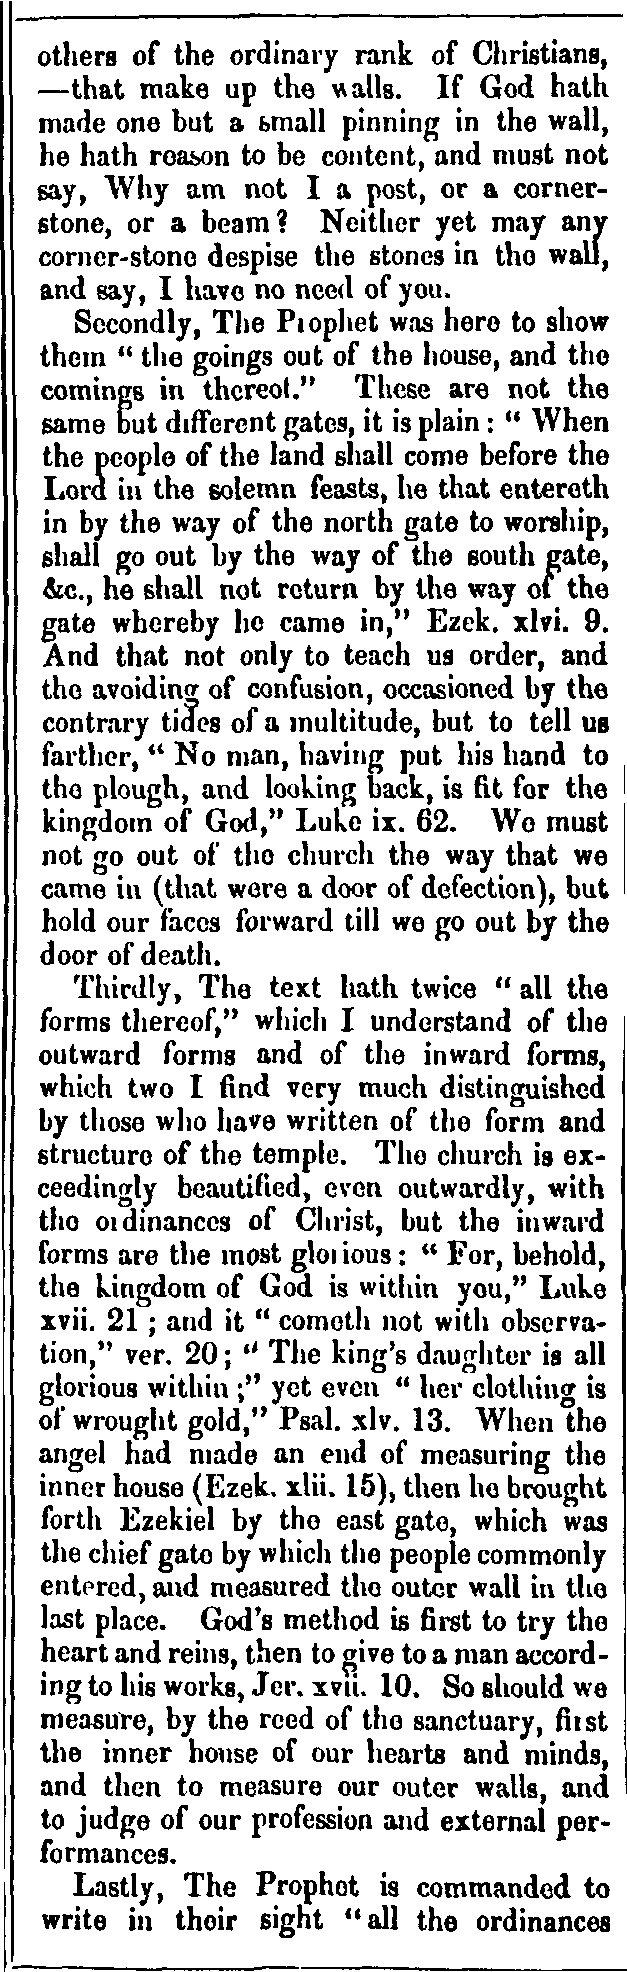 others of the ordinary rank of Christians,
—that make up the walls. If God hath
made one but a small pinning in the wall,
he hath reason to be content, and must not
say, Why am not I a post, or a corner-
stone, or a beam? Neither yet may any
corner-stone despise the stones in the wall,
and say, I have no need of you.
Secondly, The Prophet was here to show
them “ the goings out of the house, and the
comings in thereof.” These are not the
same but different gates, it is plain : “ When
the people of the land shall come before the
Lord in the solemn feasts, he that entereth
in by the way of the north gate to worship,
shall go out by the way of the south gate,
&c., he shall not return by the way of the
gate whereby he came in,” Ezek. xlvi. 9.
And that not only to teach us order, and
the avoiding of confusion, occasioned by the
contrary tides of a multitude, but to tell us
farther, “ No man, having put his hand to
the plough, and looking back, is fit for the
kingdom of God,” Luke ix. 62. We must
not go out of the church the way that we
came in (that were a door of defection), but
hold our faces forward till we go out by the
door of death.
Thirdly, The text hath twice “ all the
forms thereof,” which I understand of the
outward forms and of the inward forms,
which two I find very much distinguished
by those who have written of the form and
structure of the temple. The church is ex-
ceedingly beautified, even outwardly, with
the ordinances of Christ, but the inward
forms are the most glorious : “ For, behold,
the kingdom of God is within you,” Luke
xvii. 21 ; and it “ cometh not with observa-
tion,” ver. 20 ; “ The king’s daughter is all
glorious within ;” yet even “ her clothing is
of wrought gold,” Psal. xlv. 13. When the
angel had made an end of measuring the
inner house (Ezek. xlii. 15), then he brought
forth Ezekiel by the east gate, which was
the chief gate by which the people commonly
entered, and measured the outer wall in the
last place. God’s method is first to try the
heart and reins, then to give to a man accord-
ing to his works, Jer. xvii. 10. So should we
measure, by the reed of the sanctuary, first
the inner house of our hearts and minds,
and then to measure our outer walls, and
to judge of our profession and external per-
formances.
Lastly, The Prophet is commanded to
write in their sight “all the ordinances